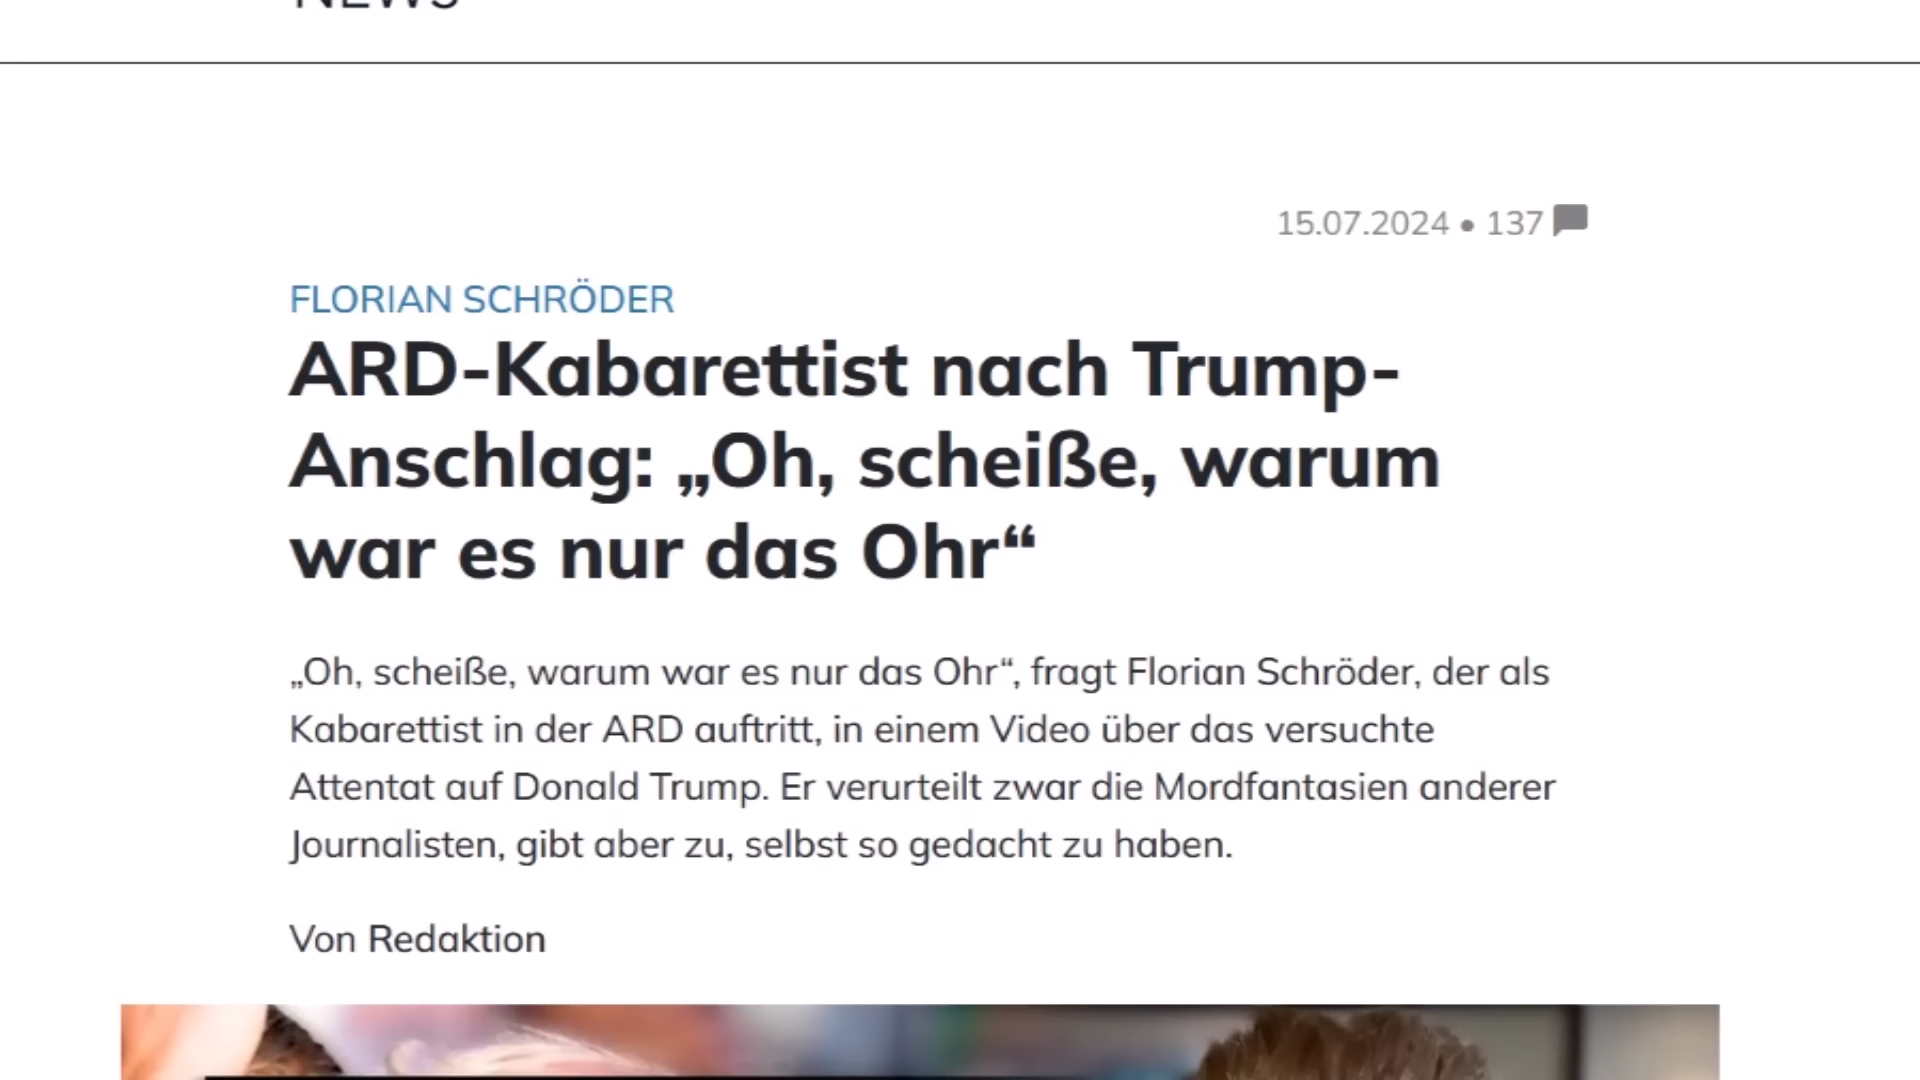 NEWS
15.07.2024 • 137
FLORIAN SCHRÖDER
ARD-Kabarettist nach Trump-
Anschlag: „Oh, scheiße, warum
war es nur das Ohr“
„Oh, scheiße, warum war es nur das Ohr“, fragt Florian Schröder, der als
Kabarettist in der ARD auftritt, in einem Video über das versuchte
Attentat auf Donald Trump. Er verurteilt zwar die Mordfantasien anderer
Journalisten, gibt aber zu, selbst so gedacht zu haben.
Von Redaktion